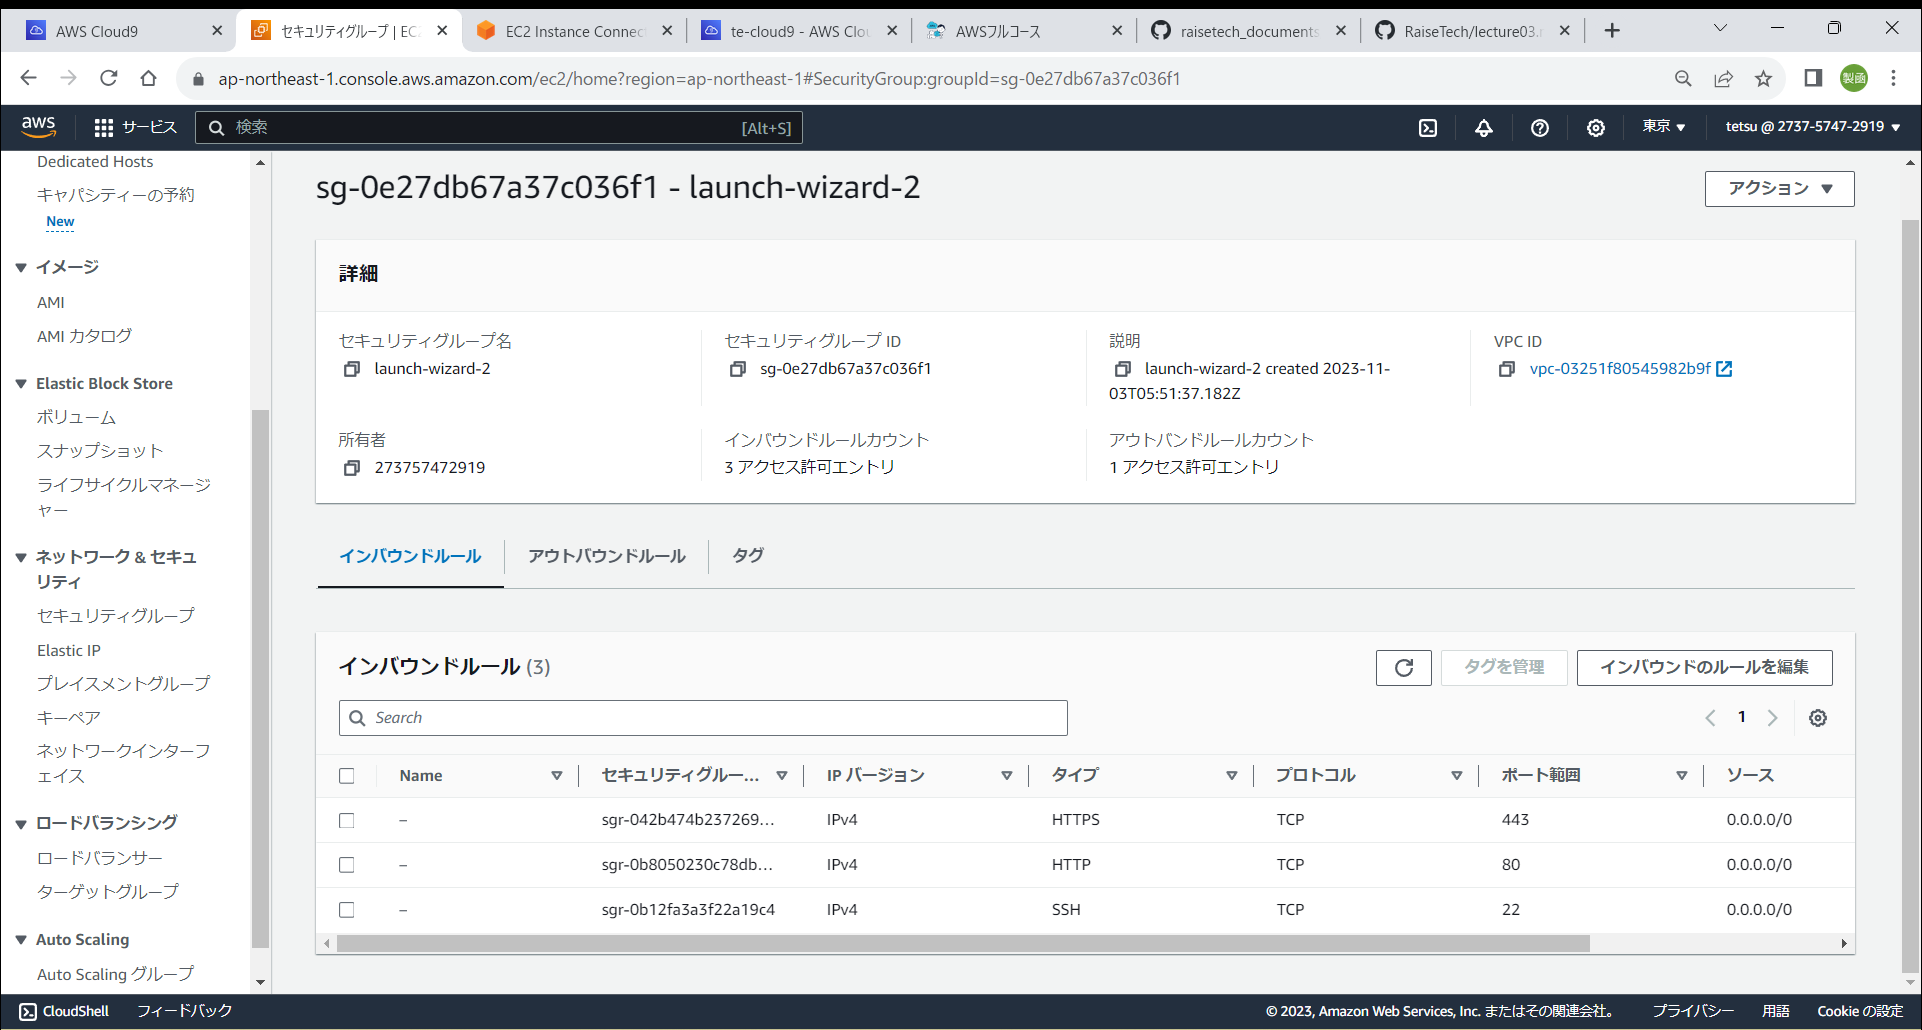 AWS Cloud9
セキュリティグループ | EC
EC2 Instance Connec
te-cloud9 - AWS Clo
AWSフルコース
raisetech_documents
RaiseTech/lecture03.
ap-northeast-1.console.aws.amazon.com/ec2/home?region=ap-northeast-1#SecurityGroup:groupId=sg-0e27db67a37c036f1
製函
aws
サービス
検索
[Alt+S]
東京
tetsu @ 2737-5747-2919
Dedicated Hosts
キャパシティーの予約
New
イメージ
AMI
AMI カタログ
Elastic Block Store
ボリューム
スナップショット
ライフサイクルマネージ
ャー
ネットワーク & セキュ
リティ
セキュリティグループ
Elastic IP
プレイスメントグループ
キーペア
ネットワークインターフ
ェイス
ロードバランシング
ロードバランサー
ターゲットグループ
Auto Scaling
Auto Scaling グループ
sg-0e27db67a37c036f1 - launch-wizard-2
アクション
詳細
セキュリティグループ名
launch-wizard-2
セキュリティグループ ID
sg-0e27db67a37c036f1
説明
launch-wizard-2 created 2023-11-
03T05:51:37.182Z
VPC ID
vpc-03251f80545982b9f
所有者
273757472919
インバウンドルールカウント
3 アクセス許可エントリ
アウトバンドルールカウント
1 アクセス許可エントリ
インバウンドルール
アウトバウンドルール
タグ
インバウンドルール (3)
タグを管理
インバウンドのルールを編集
Search
1
Name セキュリティグルー... IP バージョン タイプ プロトコル ポート範囲 ソース
– sgr-042b474b237269... IPv4 HTTPS TCP 443 0.0.0.0/0
– sgr-0b8050230c78db... IPv4 HTTP TCP 80 0.0.0.0/0
– sgr-0b12fa3a3f22a19c4 IPv4 SSH TCP 22 0.0.0.0/0
CloudShell
フィードバック
© 2023, Amazon Web Services, Inc. またはその関連会社。
プライバシー
用語
Cookie の設定